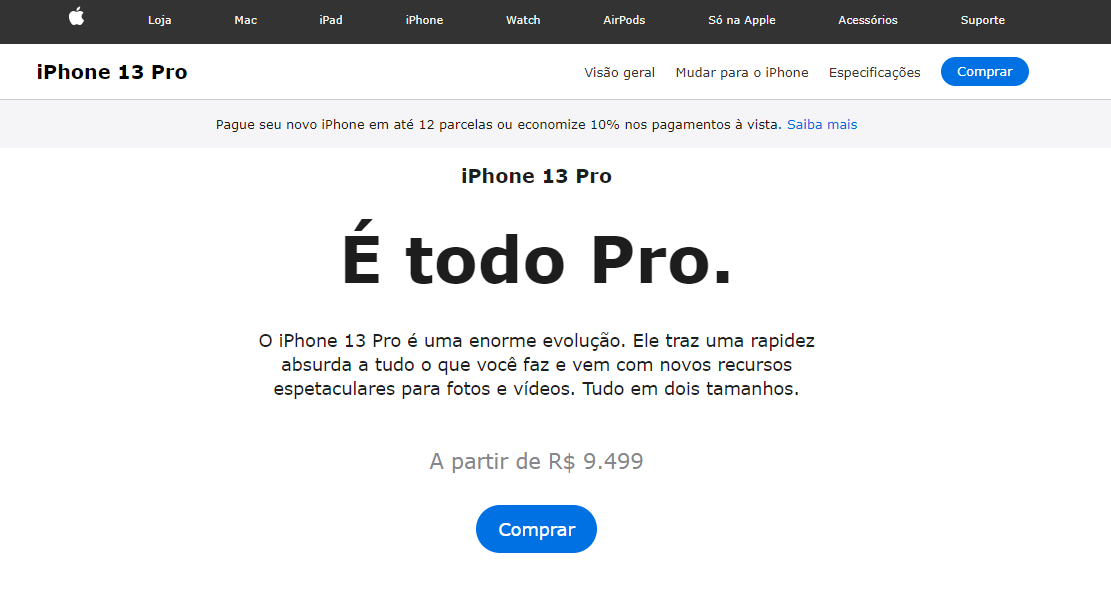 Loja Mac iPad iPhone Watch AirPods Só na Apple Acessórios Suporte
iPhone 13 Pro Visão geral Mudar para o iPhone Especificações Comprar
Pague seu novo iPhone em até 12 parcelas ou economize 10% nos pagamentos à vista. Saiba mais
iPhone 13 Pro
É todo Pro.
O iPhone 13 Pro é uma enorme evolução. Ele traz uma rapidez
absurda a tudo o que você faz e vem com novos recursos
espetaculares para fotos e vídeos. Tudo em dois tamanhos.
A partir de R$ 9.499
Comprar